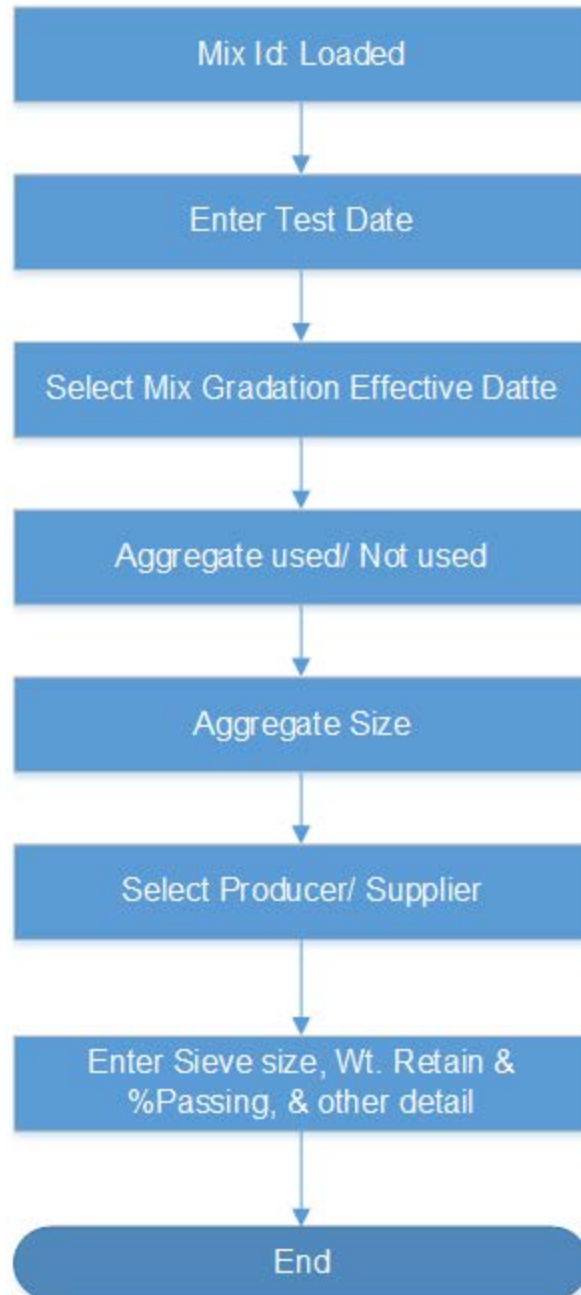 Mix Id: Loaded
Enter Test Date
Select Mix Gradation Effective Datte
Aggregate used/ Not used
Aggregate Size
Select Producer/ Supplier
Enter Sieve size, Wt. Retain &
%Passing, & other detail
End